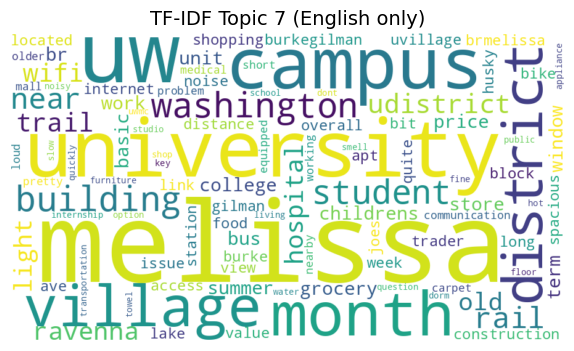 TF-IDF Topic 7 (English only)
located
older
br
uw
shopping
burkegilman
uvillage
brmelissa
wifi
internet
unit
noise
medical
short
campus
husky
bike
appliance
mall
noisy
problem
school
dont
near
work
washington
udistrict
district
window
trail
basic
distance
overall
bit
price
university
loud
slow
pretty
quickly
studio
shop
key
equipped
working
smell
apt
quite
public
block
spacious
building
furniture
link
college
hospital
student
fine
hot
light
internship
option
station
gilman
food
living
childrens
store
communication
melissa
issue
bus
burke
view
nearby
joes
trader
long
term
floor
ave
transportation
towel
access
summer
water
grocery
week
question
dorm
carpet
old
village
month
rail
ravenna
lake
value
construction